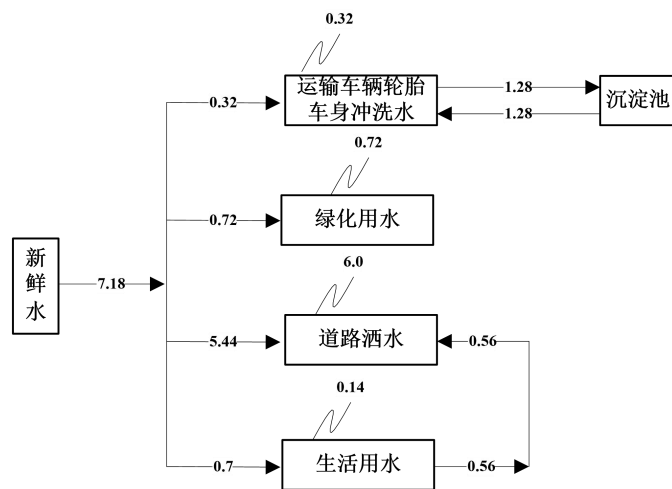 0.32
运输车辆轮胎
车身冲洗水
0.32
1.28
1.28
沉淀池
0.72
0.72
绿化用水
新
鲜
水
7.18
6.0
5.44
道路洒水
0.56
0.14
0.7
生活用水
0.56